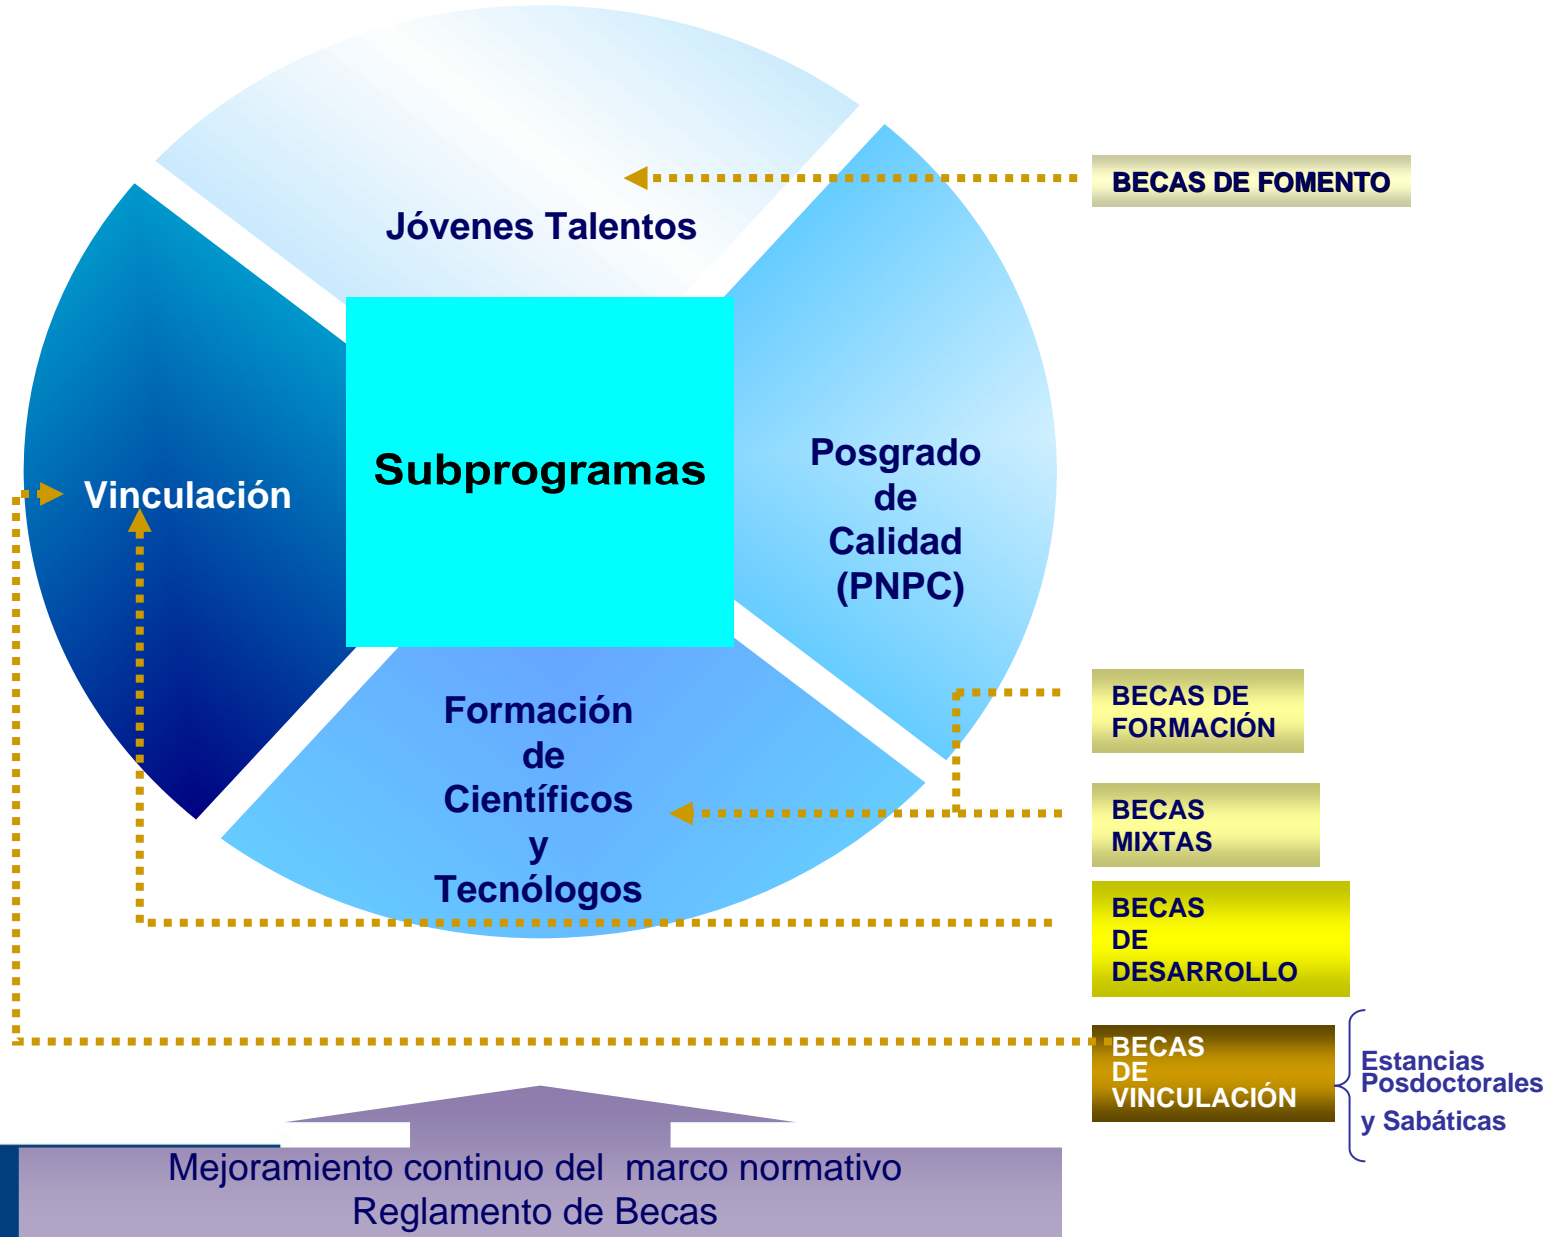 BECAS DE FOMENTO
Jóvenes Talentos
Subprogramas
Posgrado
de
Calidad
(PNPC)
Vinculación
Formación
de
Científicos
y
Tecnólogos
BECAS DE
FORMACIÓN
BECAS
MIXTAS
BECAS
DE
DESARROLLO
BECAS
DE
VINCULACIÓN
Estancias
Posdoctorales
y Sabáticas
Mejoramiento continuo del  marco normativo
Reglamento de Becas